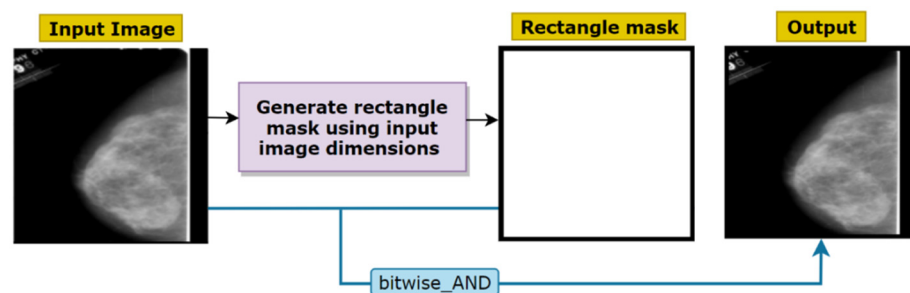 Input Image
Rectangle mask
Output
Generate rectangle
mask using input
image dimensions
bitwise_AND